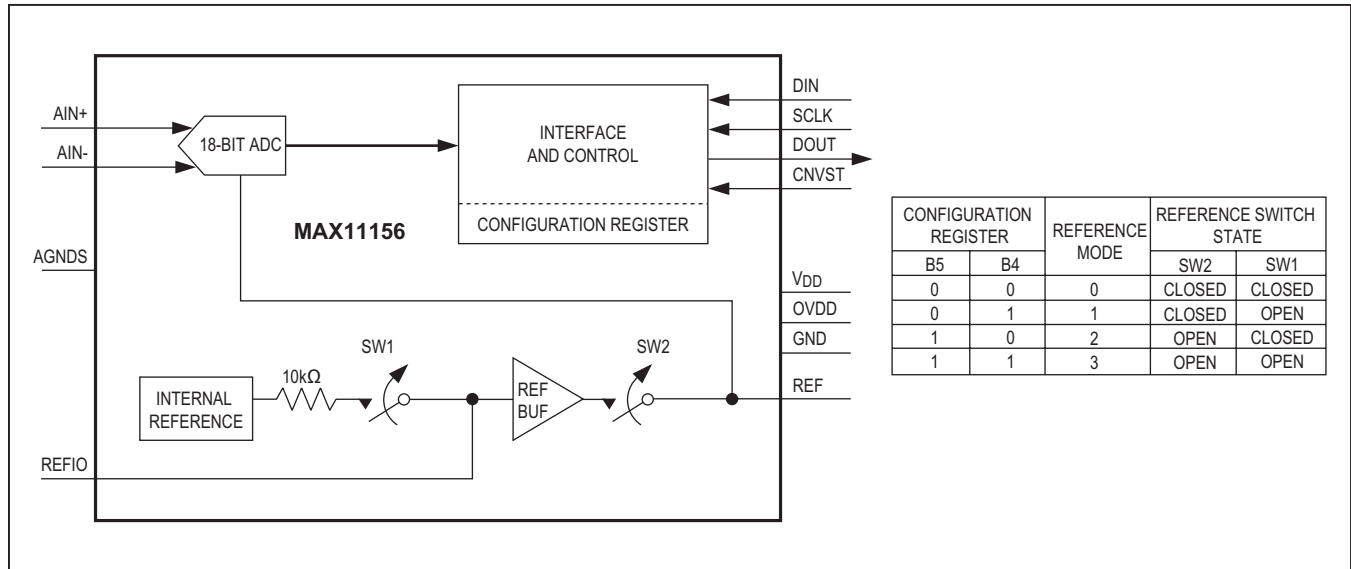 AIN+
AIN-
18-BIT ADC
INTERFACE
AND CONTROL
CONFIGURATION REGISTER
DIN
SCLK
DOUT
CNVST
MAX11156
AGNDS
VDD
OVDD
GND
REF
SW1
SW2
10kΩ
INTERNAL
REFERENCE
REF
BUF
REFIO
CONFIGURATION
REGISTER
REFERENCE
MODE
REFERENCE SWITCH
STATE
B5 B4 SW2 SW1
0 0 0 CLOSED CLOSED
0 1 1 CLOSED OPEN
1 0 2 OPEN CLOSED
1 1 3 OPEN OPEN